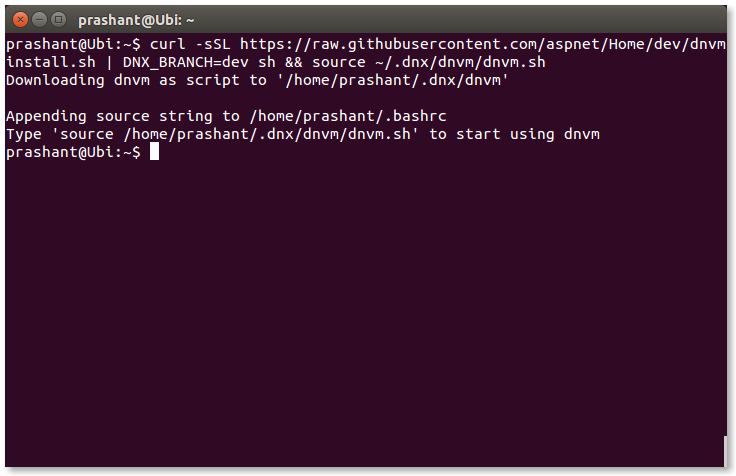 prashant@Ubi: ~
prashant@Ubi:~$ curl -sSL https://raw.githubusercontent.com/aspnet/Home/dev/dnvm
install.sh | DNX_BRANCH=dev sh && source ~/.dnx/dnvm/dnvm.sh
Downloading dnvm as script to '/home/prashant/.dnx/dnvm'
Appending source string to /home/prashant/.bashrc
Type 'source /home/prashant/.dnx/dnvm/dnvm.sh' to start using dnvm
prashant@Ubi:~$